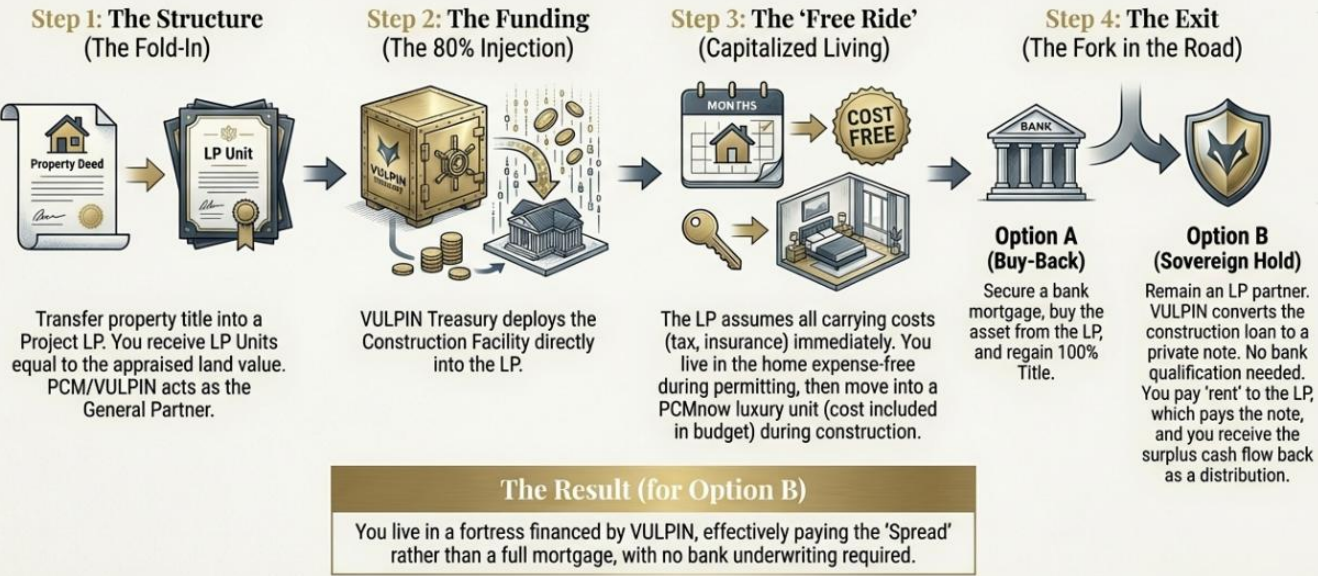 Step 1: The Structure
(The Fold-In)
Property Deed
LP Unit
Transfer property title into a
Project LP. You receive LP Units
equal to the appraised land value.
PCM/VULPIN acts as the
General Partner.
Step 2: The Funding
(The 80% Injection)
VULPIN
VULPIN Treasury deploys the
Construction Facility directly
into the LP.
Step 3: The ‘Free Ride’
(Capitalized Living)
MONTHS
COST
FREE
The LP assumes all carrying costs
(tax, insurance) immediately. You
live in the home expense-free
during permitting, then move into a
PCMnow luxury unit (cost included
in budget) during construction.
Step 4: The Exit
(The Fork in the Road)
BANK
Option A
(Buy-Back)
Secure a bank
mortgage, buy the
asset from the LP,
and regain 100%
Title.
Option B
(Sovereign Hold)
Remain an LP partner.
VULPIN converts the
construction loan to a
private note. No bank
qualification needed.
You pay ‘rent’ to the LP,
which pays the note,
and you receive the
surplus cash flow back
as a distribution.
The Result (for Option B)
You live in a fortress financed by VULPIN, effectively paying the ‘Spread’
rather than a full mortgage, with no bank underwriting required.